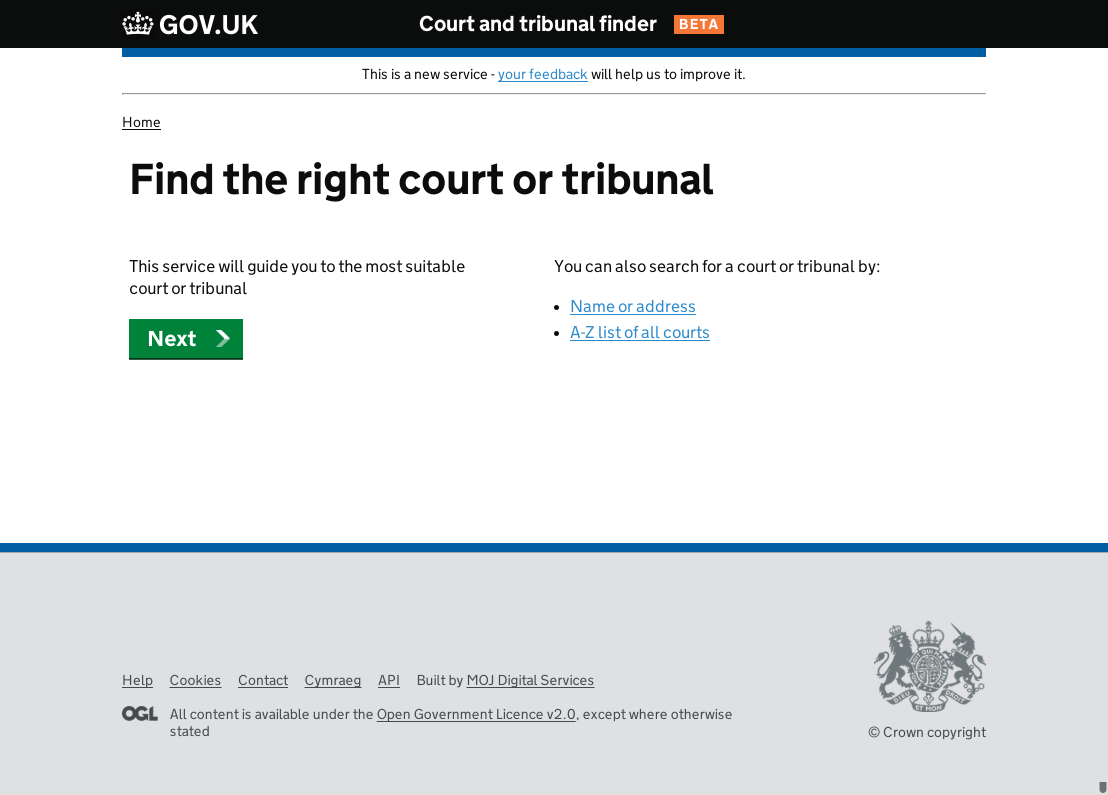 GOV.UK Court and tribunal finder BETA
This is a new service - your feedback will help us to improve it.
Home
Find the right court or tribunal
This service will guide you to the most suitable
court or tribunal
Next
You can also search for a court or tribunal by:
Name or address
A-Z list of all courts
Help Cookies Contact Cymraeg API Built by MOJ Digital Services
OGL All content is available under the Open Government Licence v2.0, except where otherwise
stated
© Crown copyright